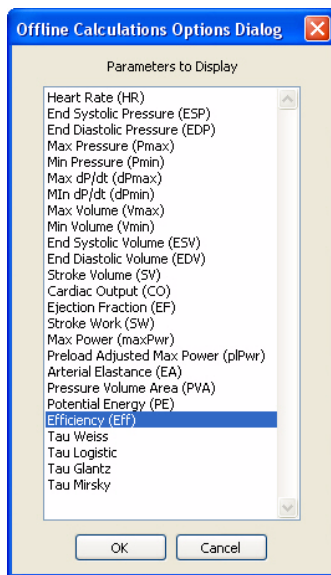 Offline Calculations Options Dialog
Parameters to Display
Heart Rate (HR)
End Systolic Pressure (ESP)
End Diastolic Pressure (EDP)
Max Pressure (Pmax)
Min Pressure (Pmin)
Max dP/dt (dPmax)
MIn dP/dt (dPmin)
Max Volume (Vmax)
Min Volume (Vmin)
End Systolic Volume (ESV)
End Diastolic Volume (EDV)
Stroke Volume (SV)
Cardiac Output (CO)
Ejection Fraction (EF)
Stroke Work (SW)
Max Power (maxPwr)
Preload Adjusted Max Power (plPwr)
Arterial Elastance (EA)
Pressure Volume Area (PVA)
Potential Energy (PE)
Efficiency (Eff)
Tau Weiss
Tau Logistic
Tau Glantz
Tau Mirsky
OK Cancel